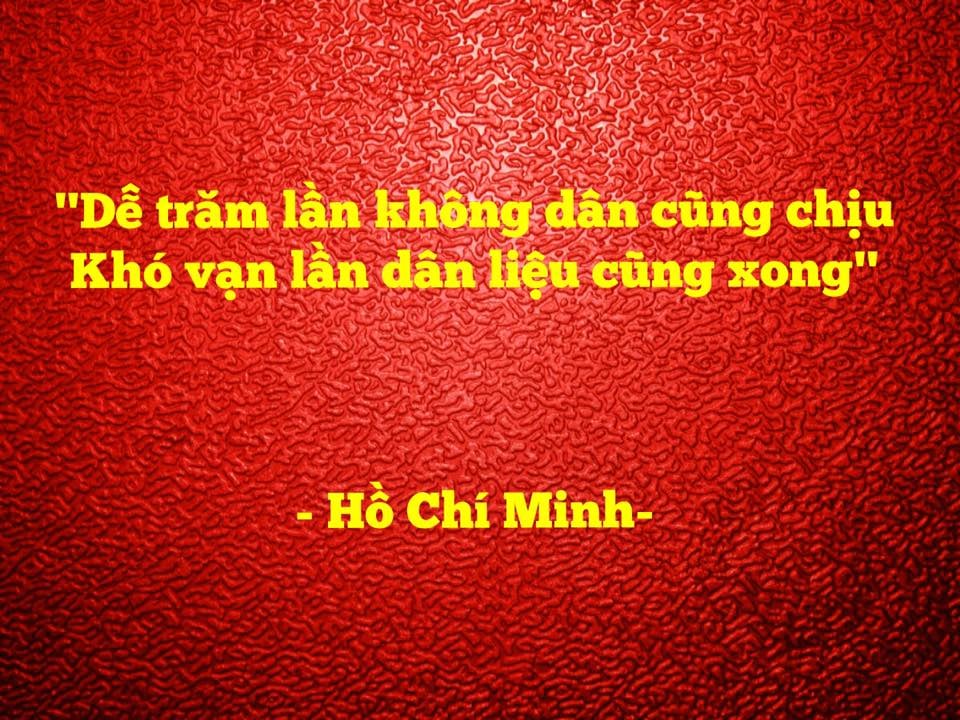 "Dễ trăm lần không dân cũng chịu
Khó vạn lần dân liệu cũng xong"
- Hồ Chí Minh-